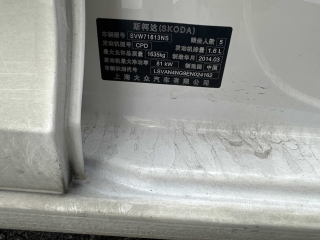 斯柯达(SKODA)
车辆型号 SVW71613NS 乘坐人数 5
发动机型号 CPD 发动机排量 1.6 L
最大允许总质量 1635kg 制造年月 2014.03
发动机最大净功率 81 kW 制造国 中国
车辆识别代号 LSVAN4NG9EN024162
上海大众汽车有限公司